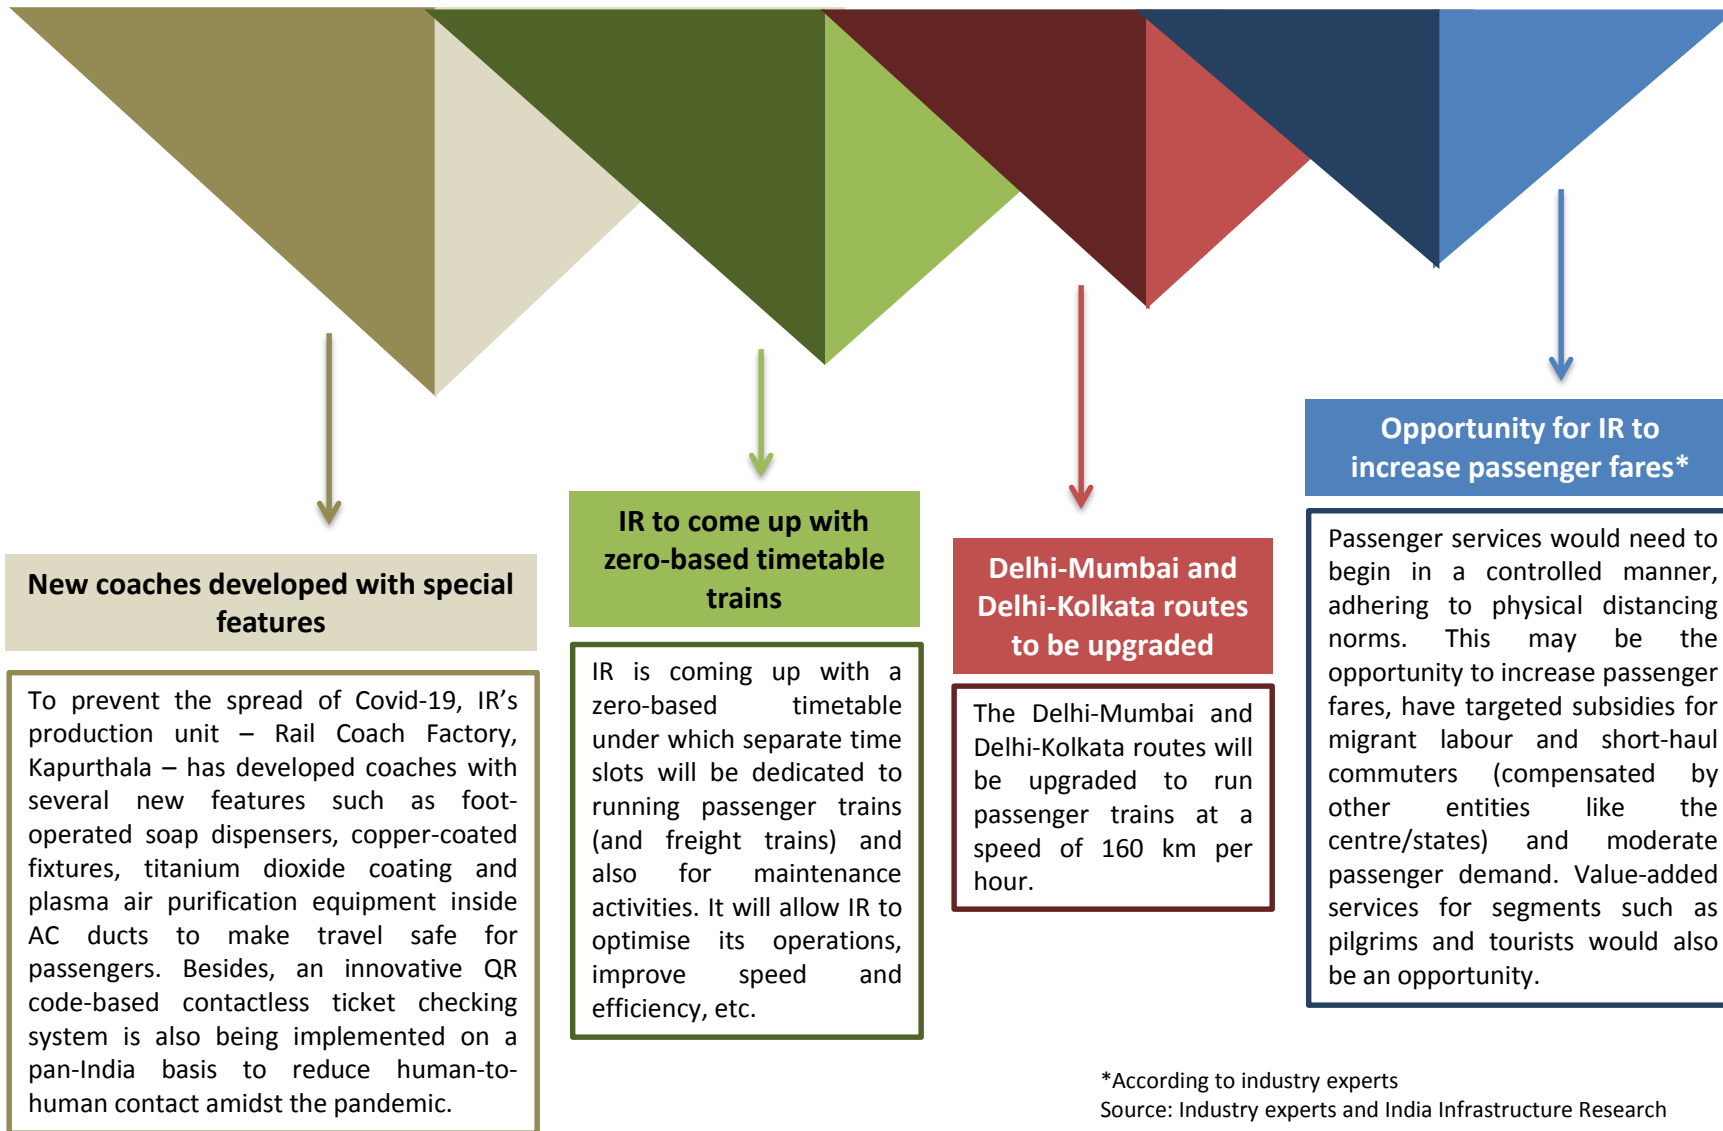 New coaches developed with special
features
To prevent the spread of Covid-19, IR’s
production unit – Rail Coach Factory,
Kapurthala – has developed coaches with
several new features such as foot-
operated soap dispensers, copper-coated
fixtures, titanium dioxide coating and
plasma air purification equipment inside
AC ducts to make travel safe for
passengers. Besides, an innovative QR
code-based contactless ticket checking
system is also being implemented on a
pan-India basis to reduce human-to-
human contact amidst the pandemic.
IR to come up with
zero-based timetable
trains
IR is coming up with a
zero-based timetable
under which separate time
slots will be dedicated to
running passenger trains
(and freight trains) and
also for maintenance
activities. It will allow IR to
optimise its operations,
improve speed and
efficiency, etc.
Delhi-Mumbai and
Delhi-Kolkata routes
to be upgraded
The Delhi-Mumbai and
Delhi-Kolkata routes will
be upgraded to run
passenger trains at a
speed of 160 km per
hour.
Opportunity for IR to
increase passenger fares*
Passenger services would need to
begin in a controlled manner,
adhering to physical distancing
norms. This may be the
opportunity to increase passenger
fares, have targeted subsidies for
migrant labour and short-haul
commuters (compensated by
other entities like the
centre/states) and moderate
passenger demand. Value-added
services for segments such as
pilgrims and tourists would also
be an opportunity.
*According to industry experts
Source: Industry experts and India Infrastructure Research